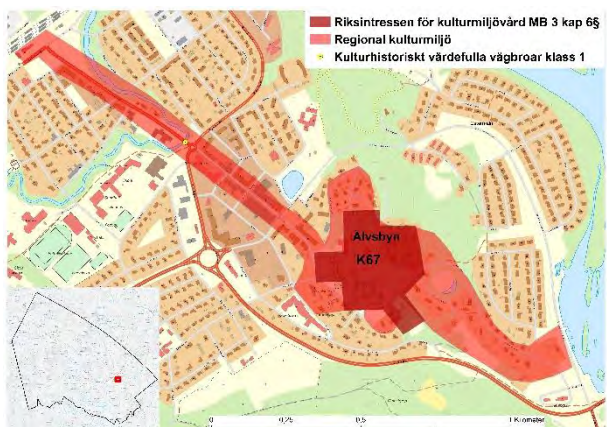 Riksintressen för kulturmiljövård MB 3 kap 6§
Regional kulturmiljö
Kulturhistoriskt värdefulla vägbroar klass 1
Älvsbyn
K67
0
0,25
0,5
1 Kilometer